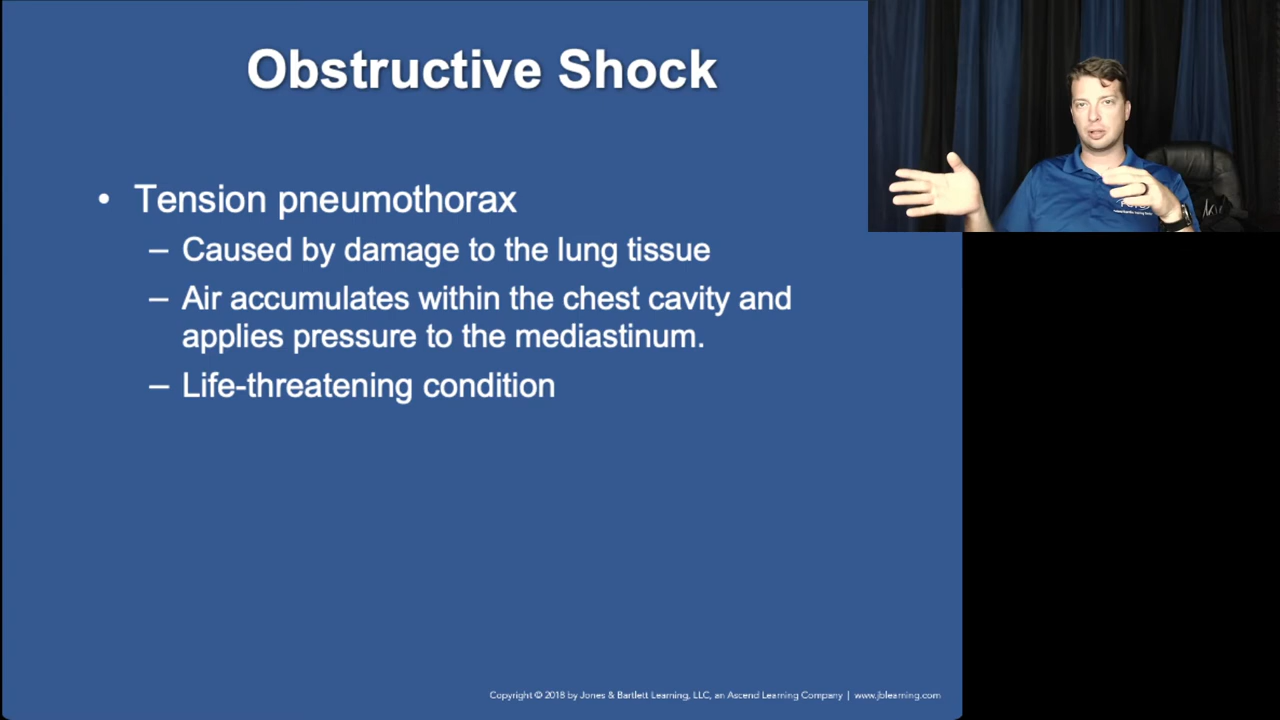 Obstructive Shock
• Tension pneumothorax
– Caused by damage to the lung tissue
– Air accumulates within the chest cavity and
applies pressure to the mediastinum.
– Life-threatening condition
Copyright © 2018 by Jones & Bartlett Learning, LLC, an Ascend Learning Company | www.jblearning.com